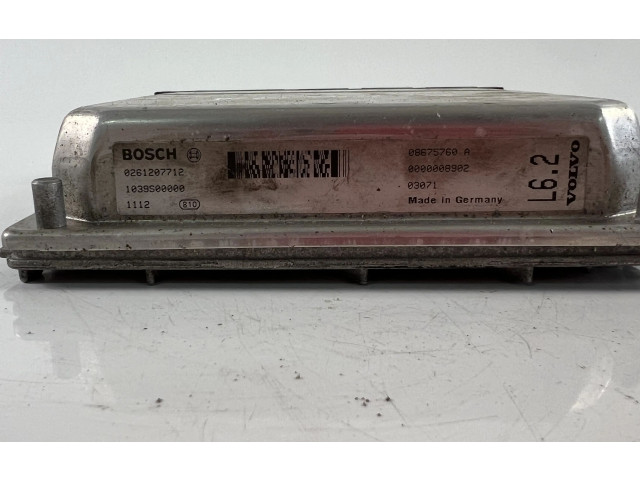 BOSCH
0261207712
1039S00000
1112 810
08675760 A
0000008902
03071
Made in Germany
L6.2
VOLVO